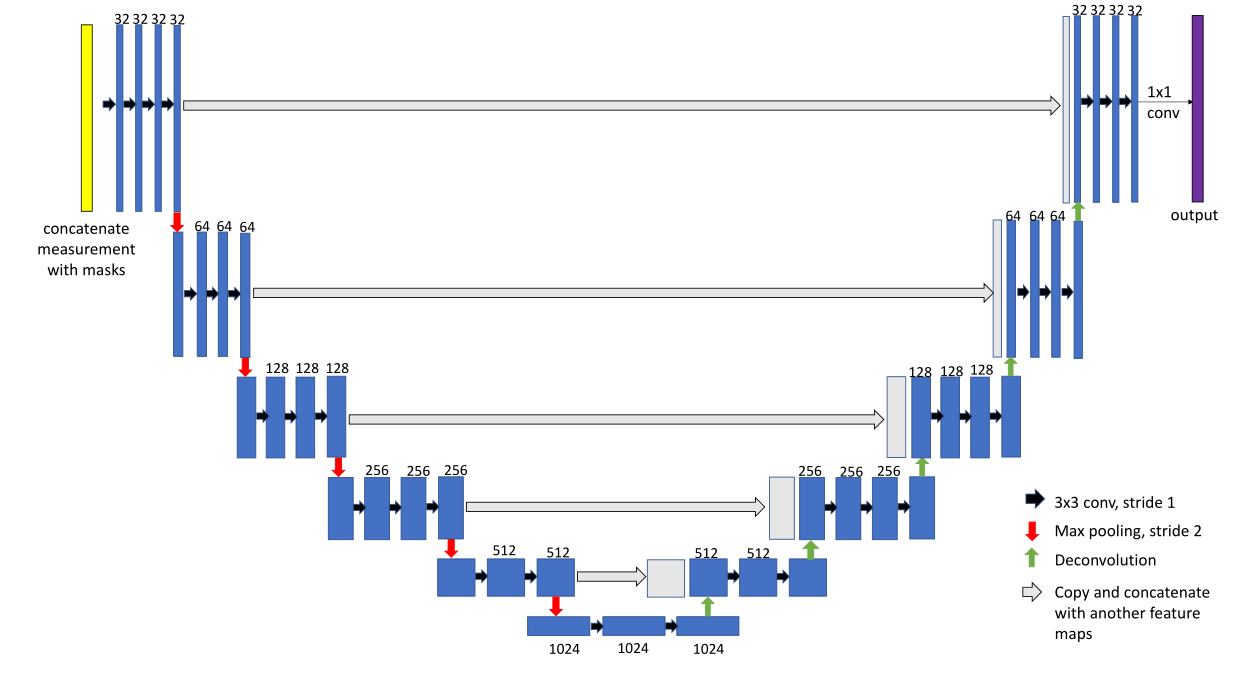 32 32 32 32
32 32 32 32
1x1
conv
concatenate
measurement
with masks
output
64 64 64
64 64 64
128 128 128
128 128 128
256 256 256
256 256 256
3x3 conv, stride 1
Max pooling, stride 2
Deconvolution
Copy and concatenate
with another feature
maps
512 512
512 512
1024 1024 1024